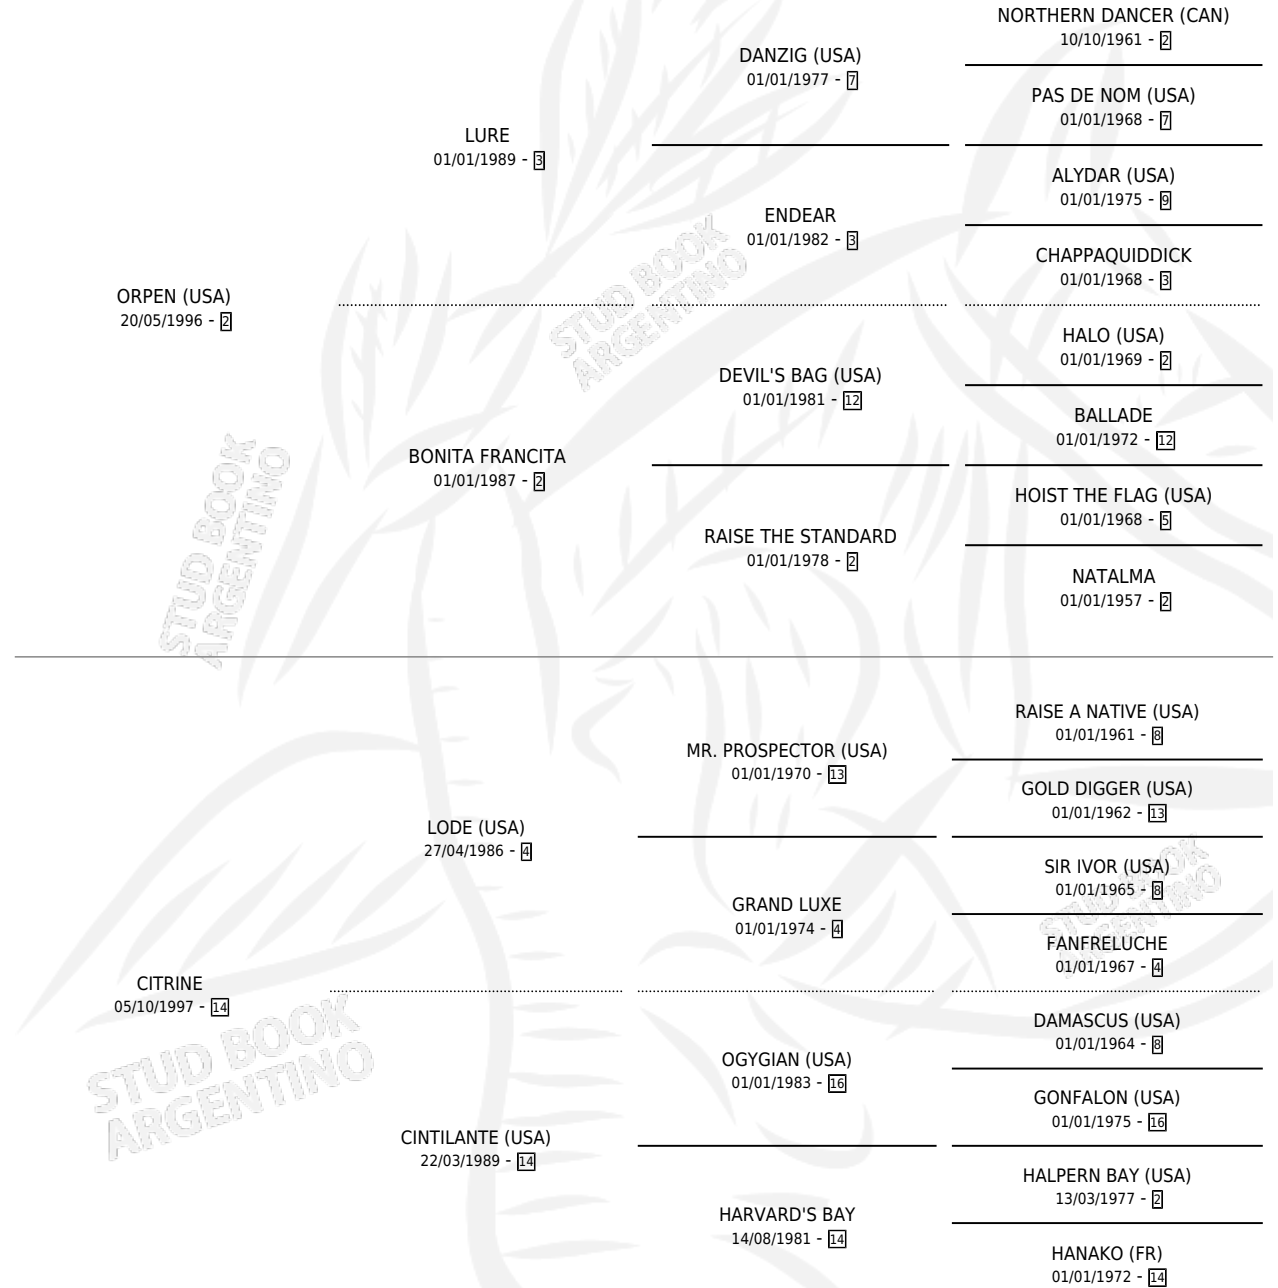 NORTHERN DANCER (CAN)
10/10/1961 - 2
DANZIG (USA)
01/01/1977 - 7
PAS DE NOM (USA)
01/01/1968 - 7
LURE
01/01/1989 - 3
ALYDAR (USA)
01/01/1975 - 9
ENDEAR
01/01/1982 - 3
CHAPPAQUIDDICK
01/01/1968 - 3
ORPEN (USA)
20/05/1996 - 2
HALO (USA)
01/01/1969 - 2
DEVIL'S BAG (USA)
01/01/1981 - 12
BALLADE
01/01/1972 - 12
BONITA FRANCITA
01/01/1987 - 2
HOIST THE FLAG (USA)
01/01/1968 - 5
RAISE THE STANDARD
01/01/1978 - 2
NATALMA
01/01/1957 - 2
RAISE A NATIVE (USA)
01/01/1961 - 8
MR. PROSPECTOR (USA)
01/01/1970 - 13
GOLD DIGGER (USA)
01/01/1962 - 13
LODE (USA)
27/04/1986 - 4
SIR IVOR (USA)
01/01/1965 - 8
GRAND LUXE
01/01/1974 - 4
FANFRELUCHE
01/01/1967 - 4
CITRINE
05/10/1997 - 14
DAMASCUS (USA)
01/01/1964 - 8
OGYGIAN (USA)
01/01/1983 - 16
GONFALON (USA)
01/01/1975 - 16
CINTILANTE (USA)
22/03/1989 - 14
HALPERN BAY (USA)
13/03/1977 - 2
HARVARD'S BAY
14/08/1981 - 14
HANAKO (FR)
01/01/1972 - 14
STUD BOOK
ARGENTINO
STUD BOOK
ARGENTINO
STUD BOOK
ARGENTINO
STUD BOOK
ARGENTINO